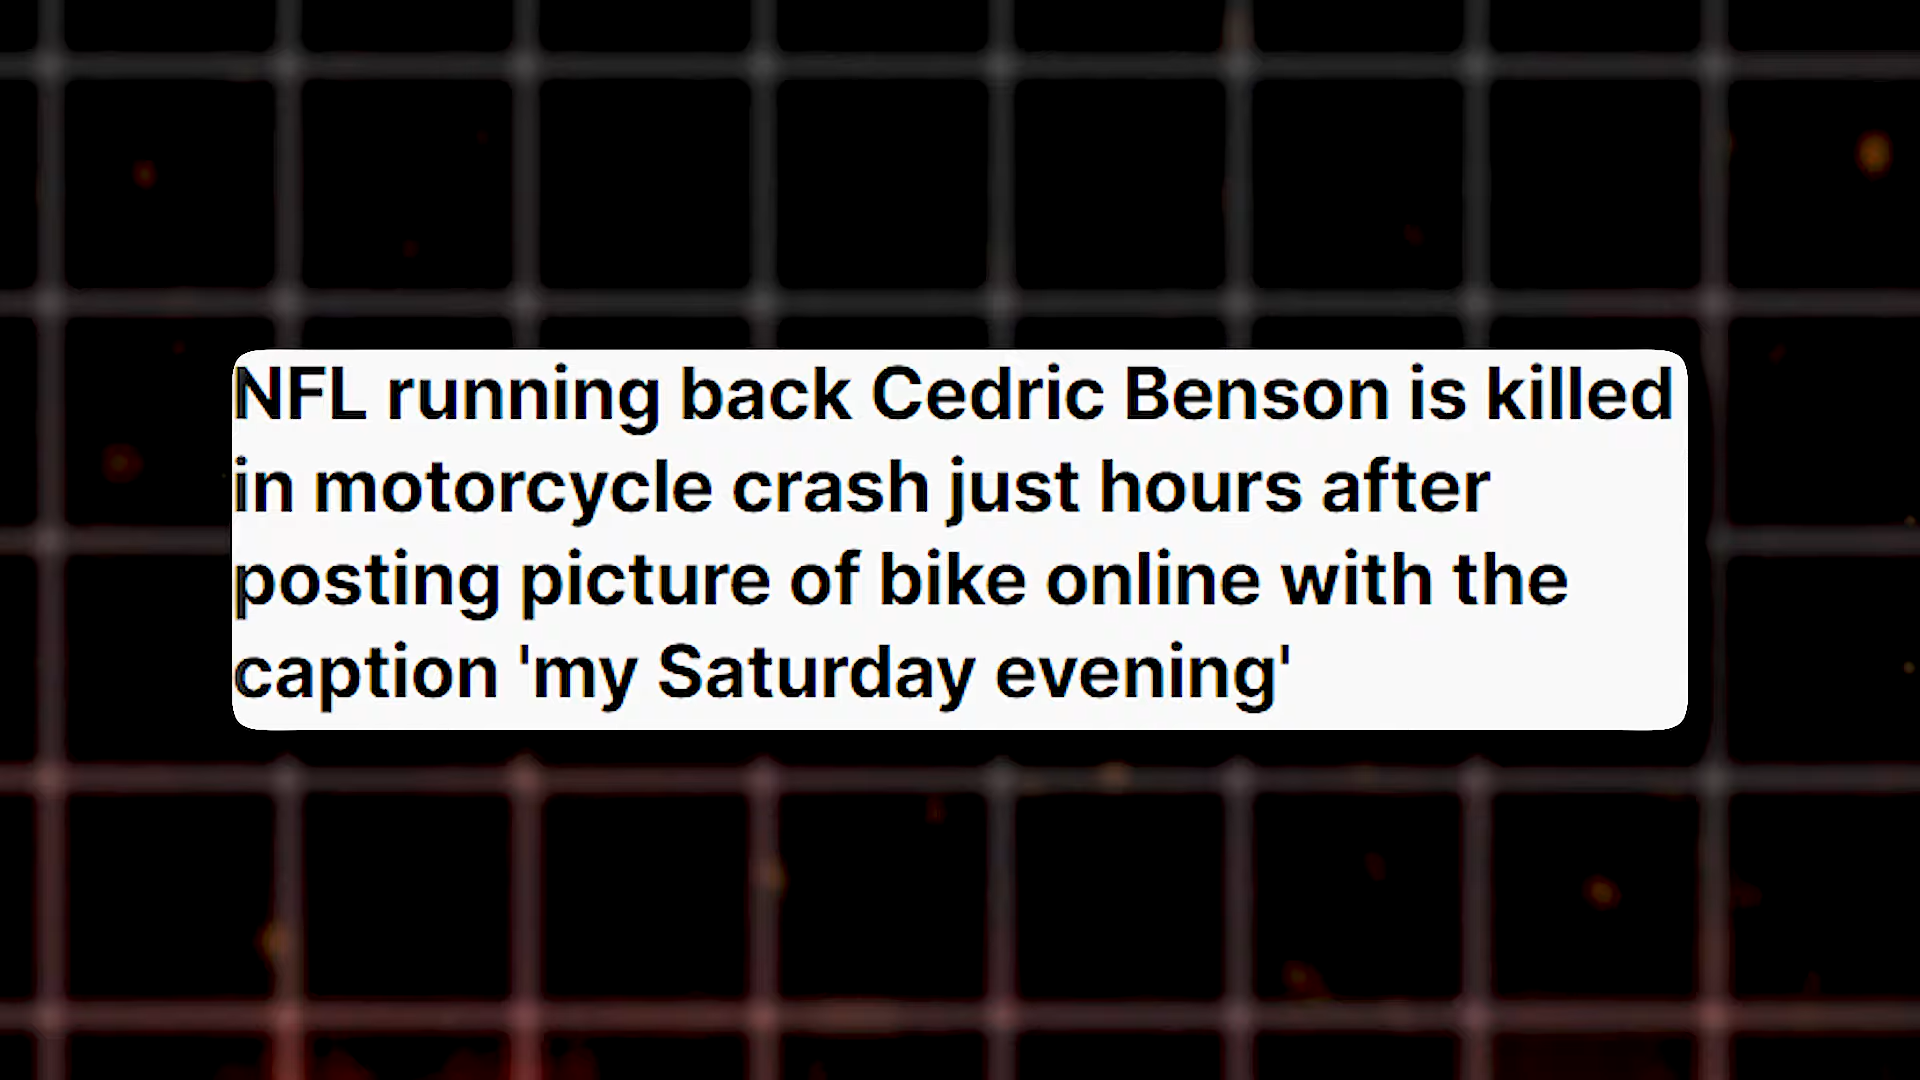 NFL running back Cedric Benson is killed
in motorcycle crash just hours after
posting picture of bike online with the
caption 'my Saturday evening'